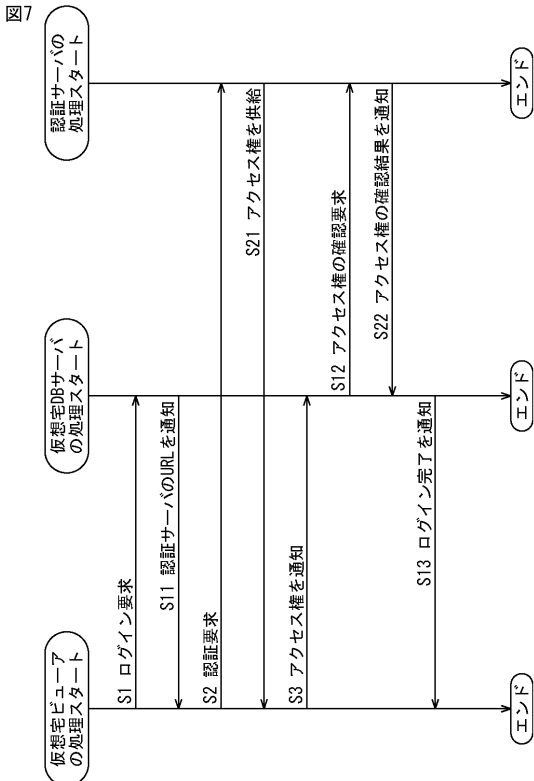 図7
仮想宅ビューア
の処理スタート
仮想宅DBサーバ
の処理スタート
認証サーバの
処理スタート
S1 ログイン要求
S11 認証サーバのURLを通知
S2 認証要求
S21 アクセス権を供給
S3 アクセス権を通知
S12 アクセス権の確認要求
S22 アクセス権の確認結果を通知
S13 ログイン完了を通知
エンド
エンド
エンド